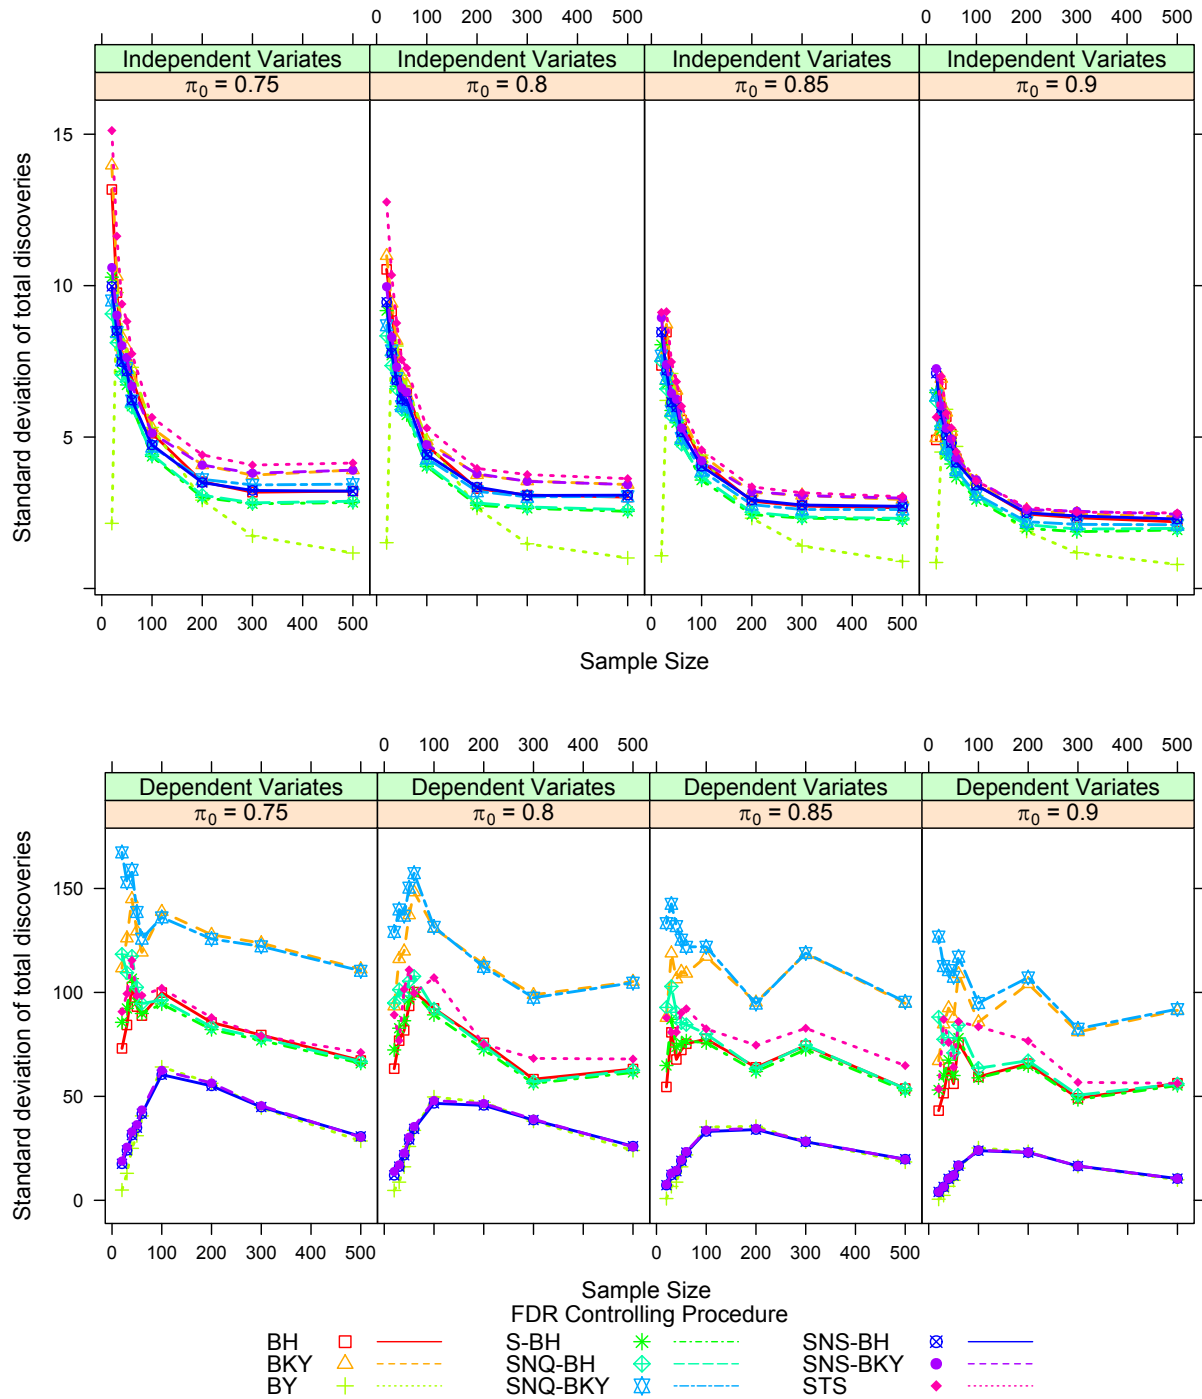 0 100 200 300 400 500 0 100 200 300 400 500
Independent Variates Independent Variates Independent Variates Independent Variates
π0 = 0.75 π0 = 0.8 π0 = 0.85 π0 = 0.9
Standard deviation of total discoveries
15
10
5
0 100 200 300 400 500 0 100 200 300 400 500
Sample Size
0 100 200 300 400 500 0 100 200 300 400 500
Dependent Variates Dependent Variates Dependent Variates Dependent Variates
π0 = 0.75 π0 = 0.8 π0 = 0.85 π0 = 0.9
Standard deviation of total discoveries
150
100
50
0
0 100 200 300 400 500 0 100 200 300 400 500
Sample Size
FDR Controlling Procedure
BH S-BH SNS-BH
BKY SNQ-BH SNS-BKY
BY SNQ-BKY STS